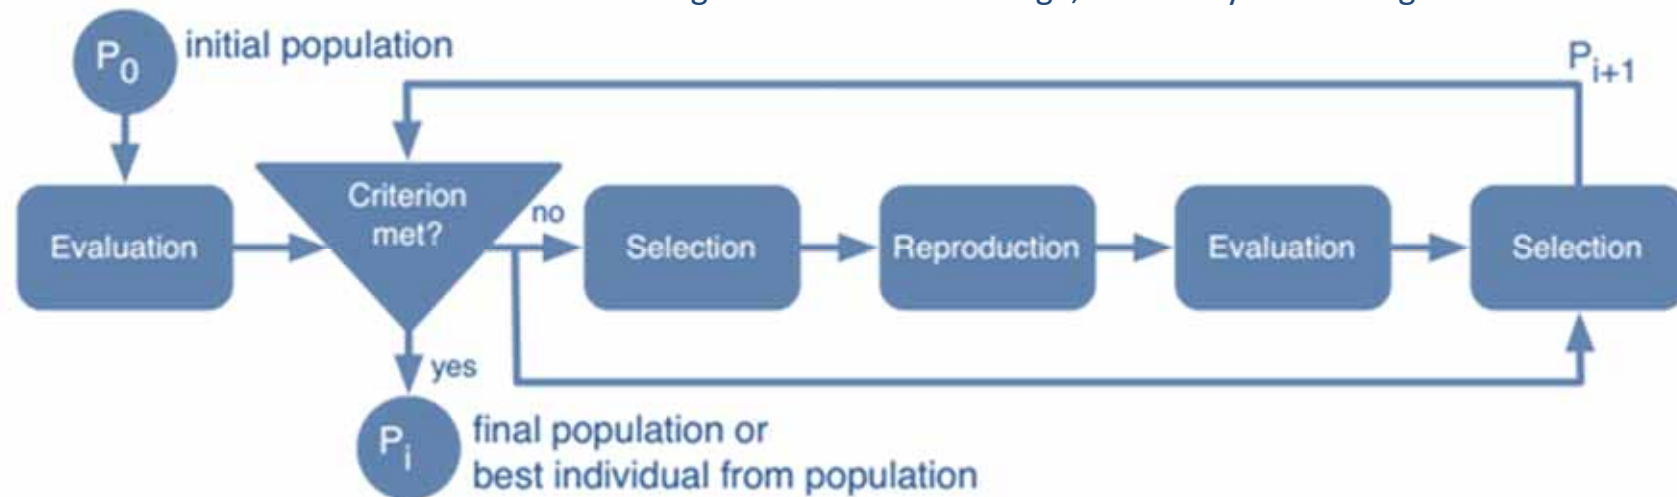 P0
initial population
Pi+1
Evaluation
Criterion
met?
no
Selection
Reproduction
Evaluation
Selection
yes
Pi
final population or
best individual from population